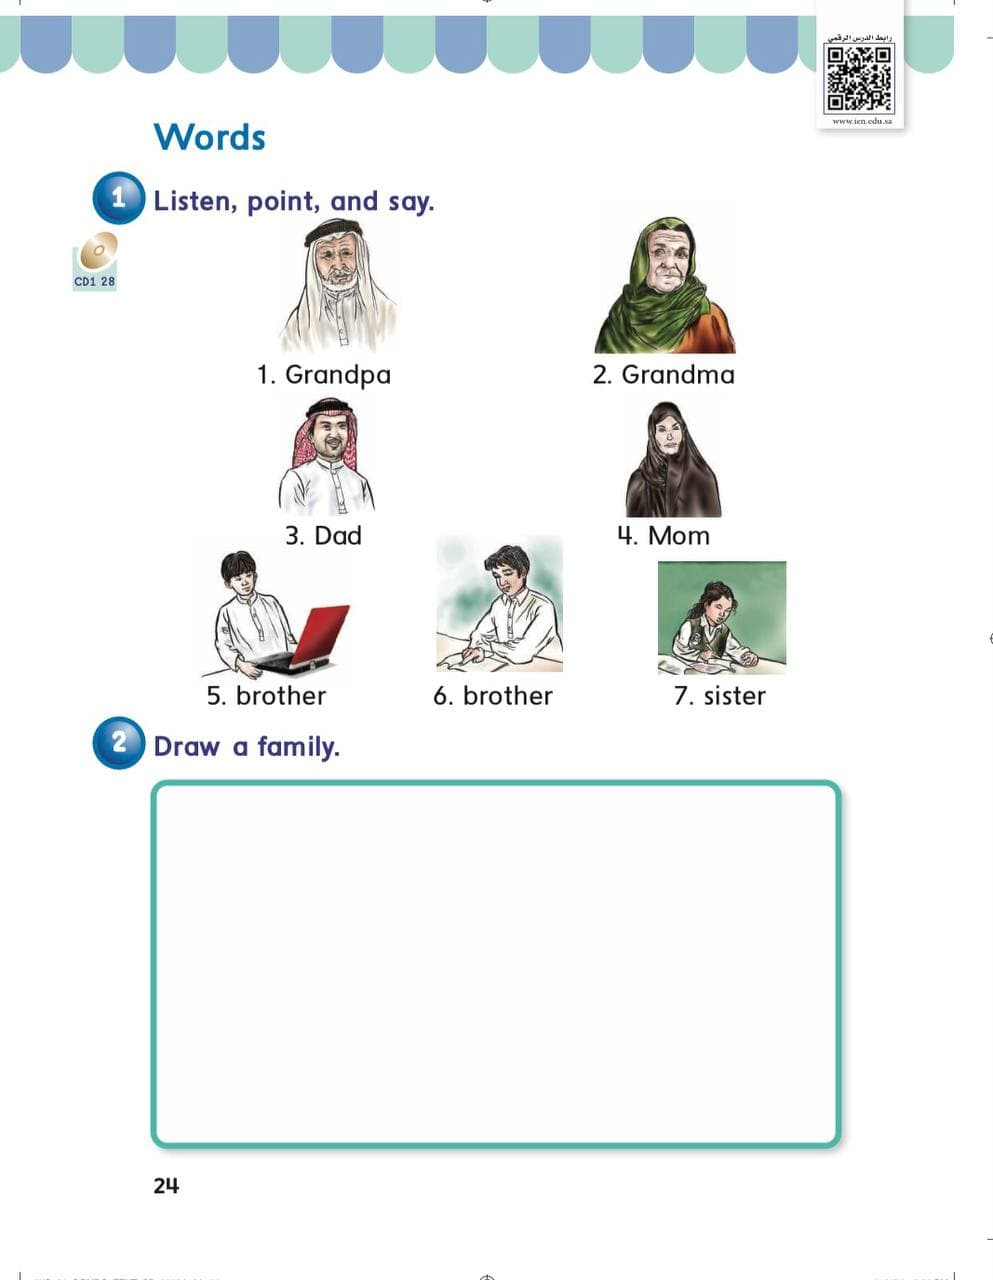 رابط الدرس الرقمي
www.ien.edu.sa
Words
1 Listen, point, and say.
CD1 28
1. Grandpa
2. Grandma
3. Dad
4. Mom
5. brother
6. brother
7. sister
2 Draw a family.
24